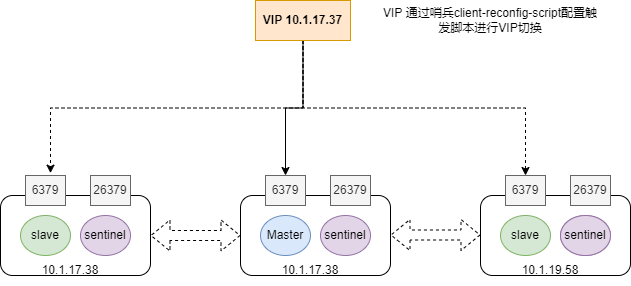 VIP 10.1.17.37
VIP 通过哨兵client-reconfig-script配置触
发脚本进行VIP切换
6379
26379
6379
26379
6379
26379
slave
sentinel
Master
sentinel
slave
sentinel
10.1.17.38
10.1.17.38
10.1.19.58